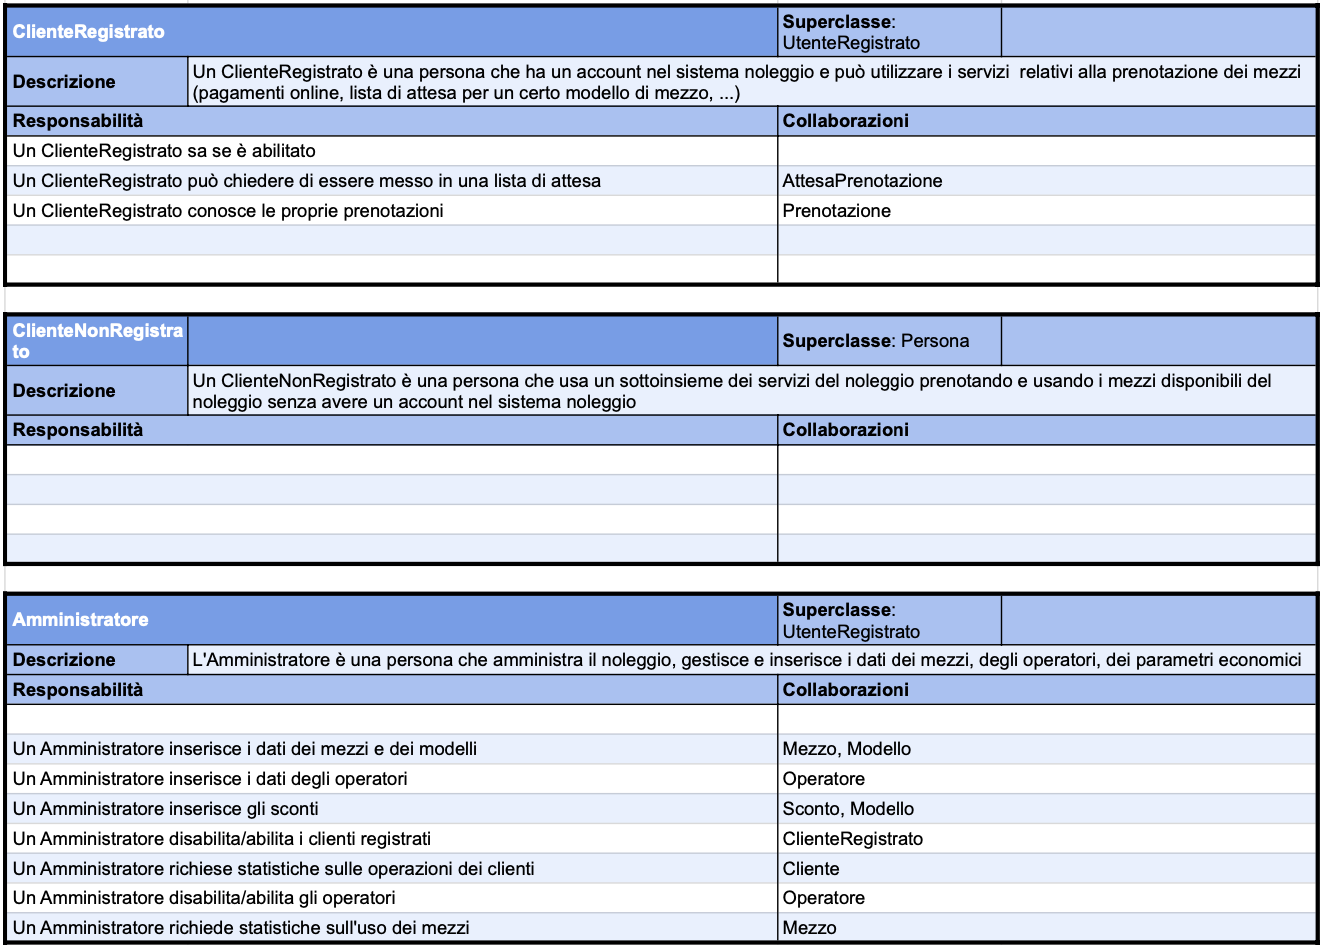 ClienteRegistrato
Superclasse:
UtenteRegistrato
Descrizione
Un ClienteRegistrato è una persona che ha un account nel sistema noleggio e può utilizzare i servizi  relativi alla prenotazione dei mezzi
(pagamenti online, lista di attesa per un certo modello di mezzo, ...)
Responsabilità
Collaborazioni
Un ClienteRegistrato sa se è abilitato
Un ClienteRegistrato può chiedere di essere messo in una lista di attesa
AttesaPrenotazione
Un ClienteRegistrato conosce le proprie prenotazioni
Prenotazione
ClienteNonRegistra
to
Superclasse: Persona
Descrizione
Un ClienteNonRegistrato è una persona che usa un sottoinsieme dei servizi del noleggio prenotando e usando i mezzi disponibili del
noleggio senza avere un account nel sistema noleggio
Responsabilità
Collaborazioni
Amministratore
Superclasse:
UtenteRegistrato
Descrizione
L'Amministratore è una persona che amministra il noleggio, gestisce e inserisce i dati dei mezzi, degli operatori, dei parametri economici
Responsabilità
Collaborazioni
Un Amministratore inserisce i dati dei mezzi e dei modelli
Mezzo, Modello
Un Amministratore inserisce i dati degli operatori
Operatore
Un Amministratore inserisce gli sconti
Sconto, Modello
Un Amministratore disabilita/abilita i clienti registrati
ClienteRegistrato
Un Amministratore richiese statistiche sulle operazioni dei clienti
Cliente
Un Amministratore disabilita/abilita gli operatori
Operatore
Un Amministratore richiede statistiche sull'uso dei mezzi
Mezzo